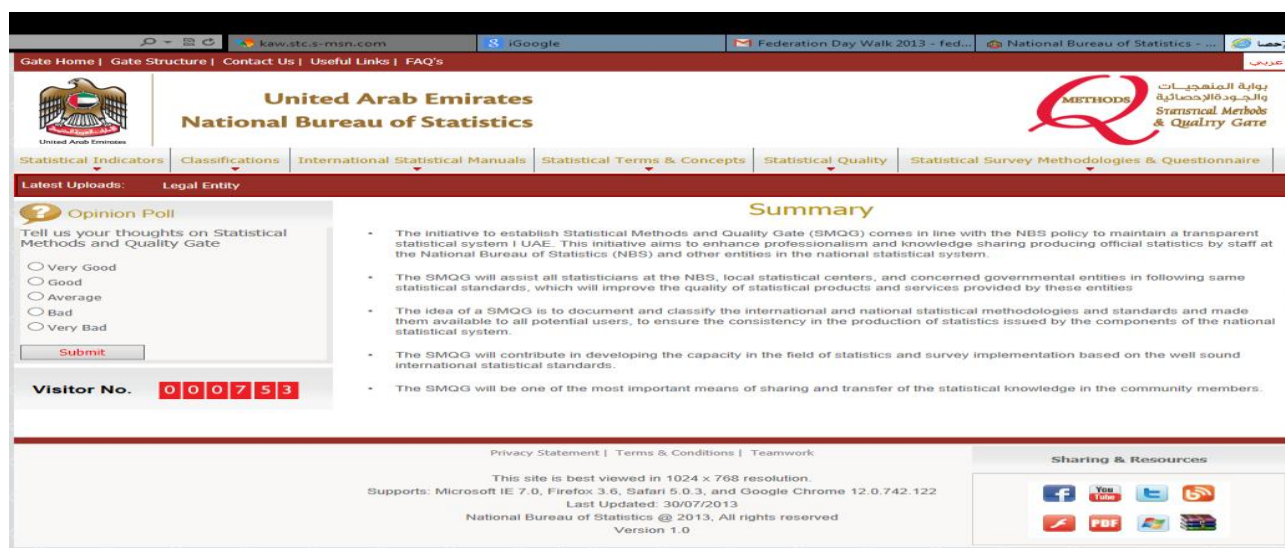 kaw.stc.s-msn.com
iGoogle
Federation Day Walk 2013 - fed...
National Bureau of Statistics - ...
Gate Home | Gate Structure | Contact Us | Useful Links | FAQ's
عربي
United Arab Emirates
United Arab Emirates
National Bureau of Statistics
METHODS
بوابة المنهجيــات
والجـودةالإحصائية
Statistical Methods
& Quality Gate
Statistical Indicators
Classifications
International Statistical Manuals
Statistical Terms & Concepts
Statistical Quality
Statistical Survey Methodologies & Questionnaire
Latest Uploads: Legal Entity
Opinion Poll
Tell us your thoughts on Statistical
Methods and Quality Gate
Very Good
Good
Average
Bad
Very Bad
Submit
Visitor No. 0 0 0 7 5 3
Summary
• The initiative to establish Statistical Methods and Quality Gate (SMQG) comes in line with the NBS policy to maintain a transparent
statistical system I UAE. This initiative aims to enhance professionalism and knowledge sharing producing official statistics by staff at
the National Bureau of Statistics (NBS) and other entities in the national statistical system.
• The SMQG will assist all statisticians at the NBS, local statistical centers, and concerned governmental entities in following same
statistical standards, which will improve the quality of statistical products and services provided by these entities
• The idea of a SMQG is to document and classify the international and national statistical methodologies and standards and made
them available to all potential users, to ensure the consistency in the production of statistics issued by the components of the national
statistical system.
• The SMQG will contribute in developing the capacity in the field of statistics and survey implementation based on the well sound
international statistical standards.
• The SMQG will be one of the most important means of sharing and transfer of the statistical knowledge in the community members.
Privacy Statement | Terms & Conditions | Teamwork
This site is best viewed in 1024 x 768 resolution.
Supports: Microsoft IE 7.0, Firefox 3.6, Safari 5.0.3, and Google Chrome 12.0.742.122
Last Updated: 30/07/2013
National Bureau of Statistics @ 2013, All rights reserved
Version 1.0
Sharing & Resources
You
Tube
PDF